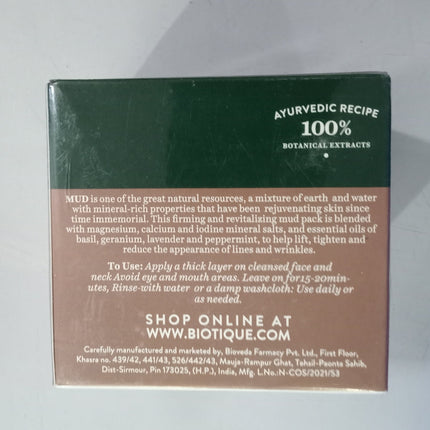 AYURVEDIC RECIPE
100%
BOTANICAL EXTRACTS
MUD is one of the great natural resources, a mixture of earth and water
with mineral-rich properties that have been rejuvenating skin since
time immemorial. This firming and revitalizing mud pack is blended
with magnesium, calcium and iodine mineral salts, and essential oils of
basil, geranium, lavender and peppermint, to help lift, tighten and
reduce the appearance of lines and wrinkles.
To Use: Apply a thick layer on cleansed face and
neck Avoid eye and mouth areas. Leave on for15-20min-
utes, Rinse-with water or a damp washcloth: Use daily or
as needed.
SHOP ONLINE AT
WWW.BIOTIQUE.COM
Carefully manufactured and marketed by, Bioveda Farmacy Pvt. Ltd., First Floor,
Khasra no. 439/42, 441/43, 526/442/43, Mauja-Rampur Ghat, Tehsil-Paonta Sahib,
Dist-Sirmour, Pin 173025, (H.P.), India, Mfg. L.No.:N-COS/2021/53